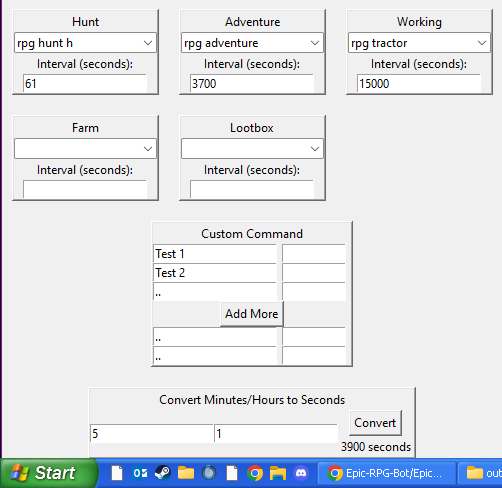 Hunt
rpg hunt h
Interval (seconds):
61
Adventure
rpg adventure
Interval (seconds):
3700
Working
rpg tractor
Interval (seconds):
15000
Farm
Interval (seconds):
Lootbox
Interval (seconds):
Custom Command
Test 1
Test 2
..
Add More
..
..
Convert Minutes/Hours to Seconds
5
1
Convert
3900 seconds
Start
Epic-RPG-Bot/Epic...
out